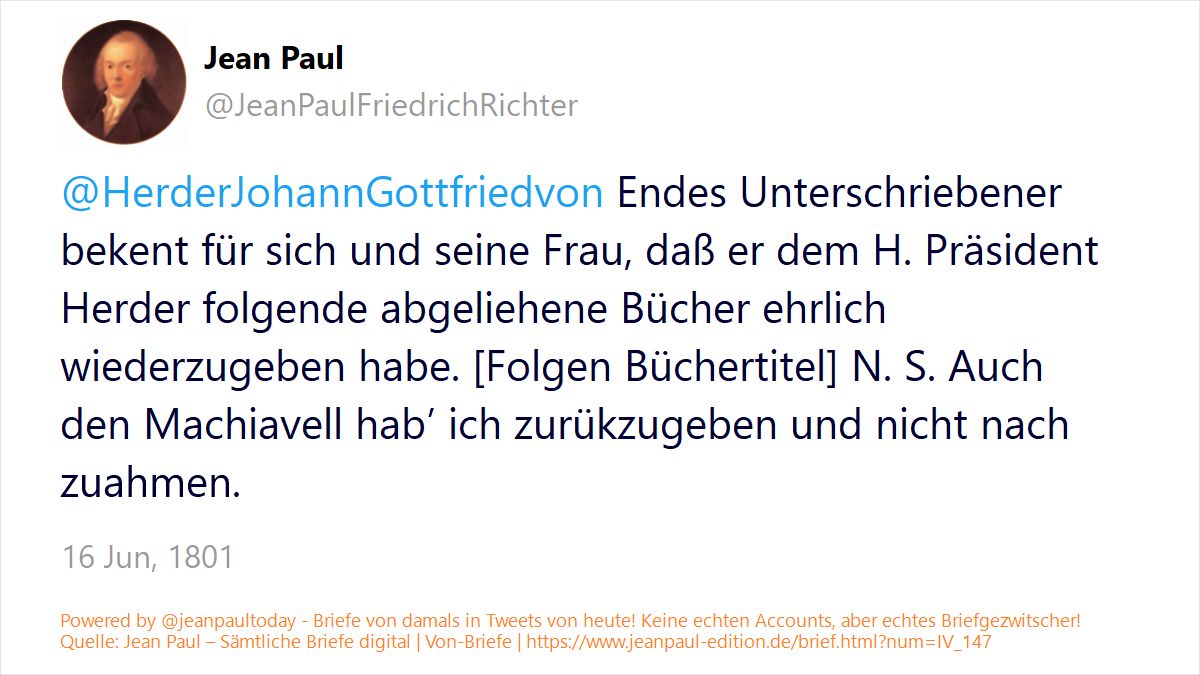 Jean Paul
@JeanPaulFriedrichRichter
@HerderJohannGottfriedvon Endes Unterschriebener
bekent für sich und seine Frau, daß er dem H. Präsident
Herder folgende abgeliehene Bücher ehrlich
wiederzugeben habe. [Folgen Büchertitel] N. S. Auch
den Machiavell hab’ ich zurükzugeben und nicht nach
zuahmen.
16 Jun, 1801
Powered by @jeanpaultoday - Briefe von damals in Tweets von heute! Keine echten Accounts, aber echtes Briefgezwitscher!
Quelle: Jean Paul – Sämtliche Briefe digital | Von-Briefe | https://www.jeanpaul-edition.de/brief.html?num=IV_147